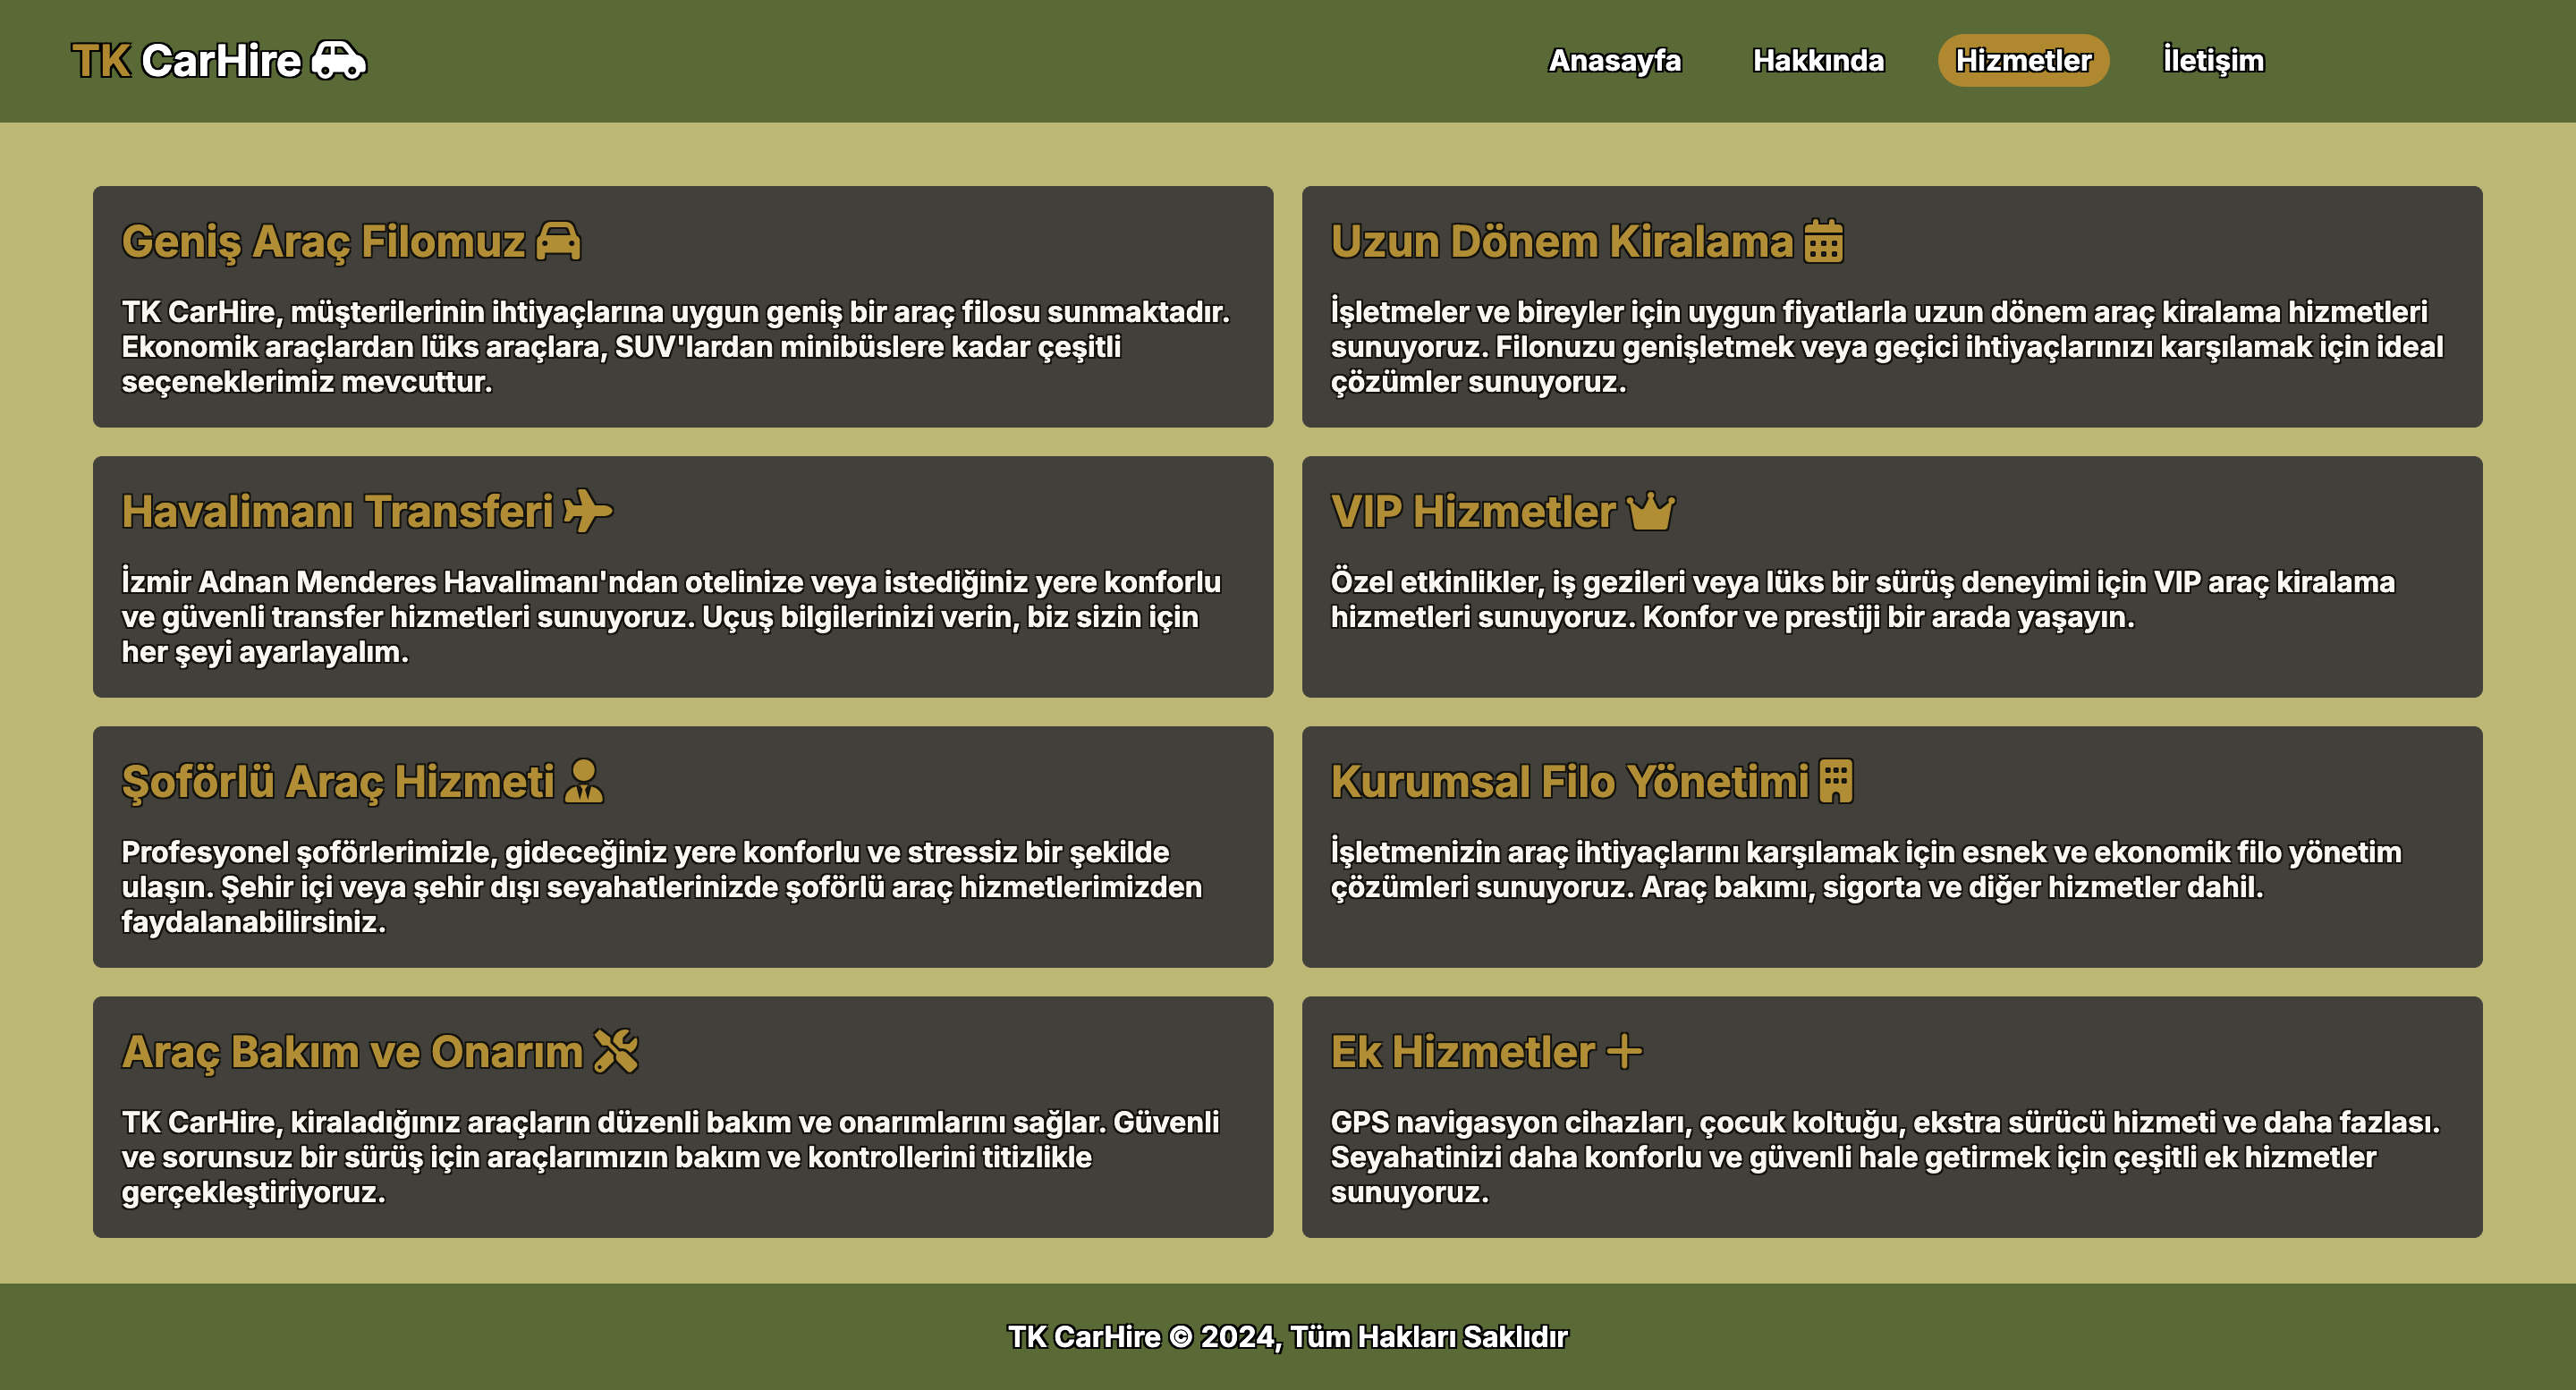 TK CarHire
Anasayfa
Hakkında
Hizmetler
İletişim
Geniş Araç Filomuz
TK CarHire, müşterilerinin ihtiyaçlarına uygun geniş bir araç filosu sunmaktadır.
Ekonomik araçlardan lüks araçlara, SUV'lardan minibüslere kadar çeşitli
seçeneklerimiz mevcuttur.
Uzun Dönem Kiralama
İşletmeler ve bireyler için uygun fiyatlarla uzun dönem araç kiralama hizmetleri
sunuyoruz. Filonuzu genişletmek veya geçici ihtiyaçlarınızı karşılamak için ideal
çözümler sunuyoruz.
Havalimanı Transferi
İzmir Adnan Menderes Havalimanı'ndan otelinize veya istediğiniz yere konforlu
ve güvenli transfer hizmetleri sunuyoruz. Uçuş bilgilerinizi verin, biz sizin için
her şeyi ayarlayalım.
VIP Hizmetler
Özel etkinlikler, iş gezileri veya lüks bir sürüş deneyimi için VIP araç kiralama
hizmetleri sunuyoruz. Konfor ve prestiji bir arada yaşayın.
Şoförlü Araç Hizmeti
Profesyonel şoförlerimizle, gideceğiniz yere konforlu ve stressiz bir şekilde
ulaşın. Şehir içi veya şehir dışı seyahatlerinizde şoförlü araç hizmetlerimizden
faydalanabilirsiniz.
Kurumsal Filo Yönetimi
İşletmenizin araç ihtiyaçlarını karşılamak için esnek ve ekonomik filo yönetim
çözümleri sunuyoruz. Araç bakımı, sigorta ve diğer hizmetler dahil.
Araç Bakım ve Onarım
TK CarHire, kiraladığınız araçların düzenli bakım ve onarımlarını sağlar. Güvenli
ve sorunsuz bir sürüş için araçlarımızın bakım ve kontrollerini titizlikle
gerçekleştiriyoruz.
Ek Hizmetler
GPS navigasyon cihazları, çocuk koltuğu, ekstra sürücü hizmeti ve daha fazlası.
Seyahatinizi daha konforlu ve güvenli hale getirmek için çeşitli ek hizmetler
sunuyoruz.
TK CarHire © 2024, Tüm Hakları Saklıdır